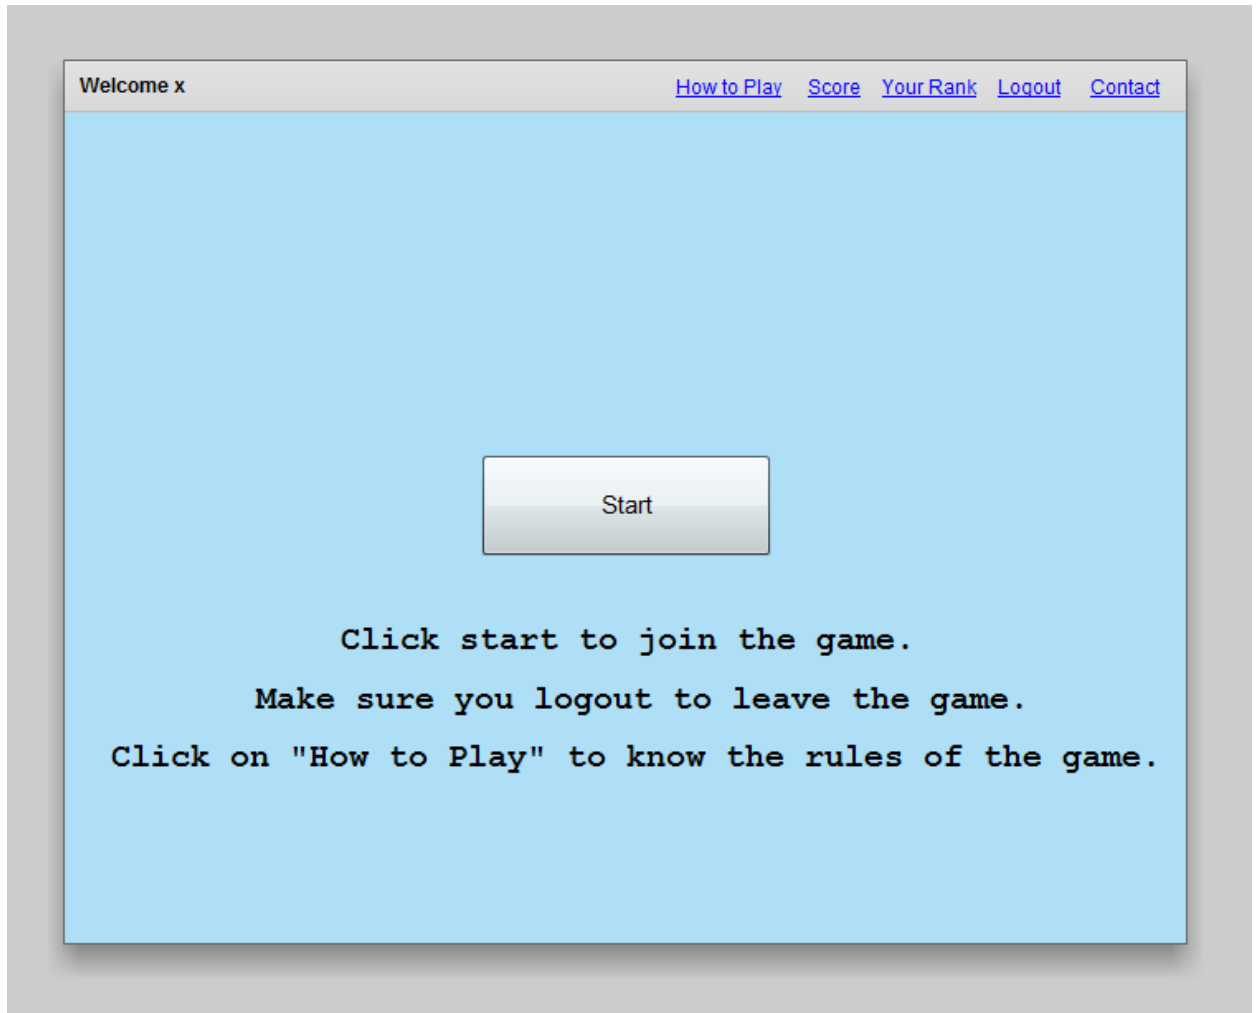 Welcome x How to Play Score Your Rank Logout Contact
Start
Click start to join the game.
Make sure you logout to leave the game.
Click on "How to Play" to know the rules of the game.